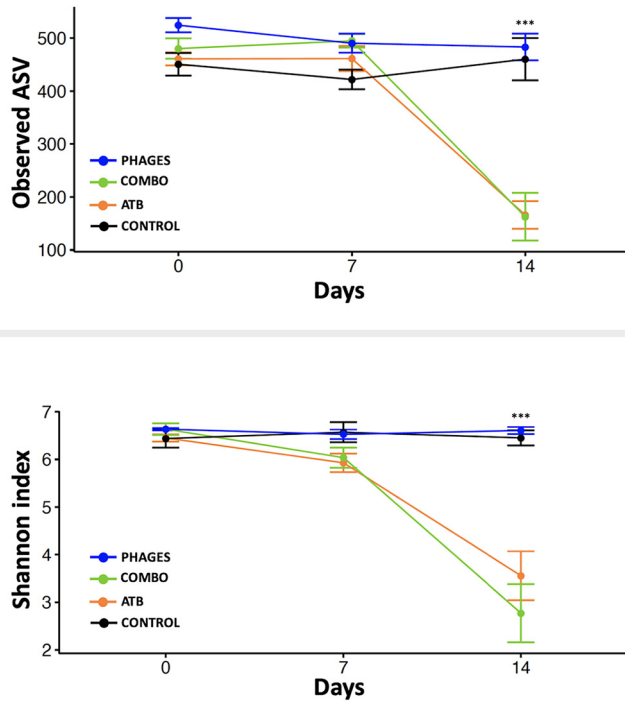 ***
500
400
300
200
100
Observed ASV
PHAGES
COMBO
ATB
CONTROL
0 7 14
Days
***
7
6
5
4
3
2
Shannon index
PHAGES
COMBO
ATB
CONTROL
0 7 14
Days